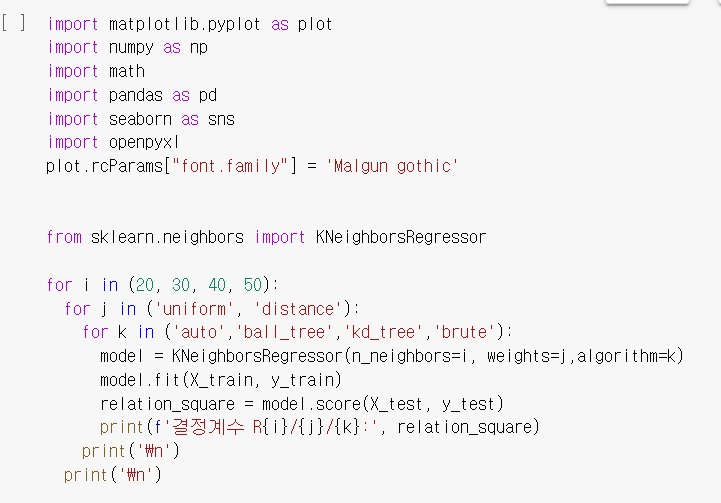 [ ] import matplotlib.pyplot as plot
import numpy as np
import math
import pandas as pd
import seaborn as sns
import openpyxl
plot.rcParams["font.family"] = 'Malgun gothic'
from sklearn.neighbors import KNeighborsRegressor
for i in (20, 30, 40, 50):
for j in ('uniform', 'distance'):
for k in ('auto','ball_tree','kd_tree','brute'):
model = KNeighborsRegressor(n_neighbors=i, weights=j,algorithm=k)
model.fit(X_train, y_train)
relation_square = model.score(X_test, y_test)
print(f'결정계수 R{i}/{j}/{k}:', relation_square)
print('₩n')
print('₩n')